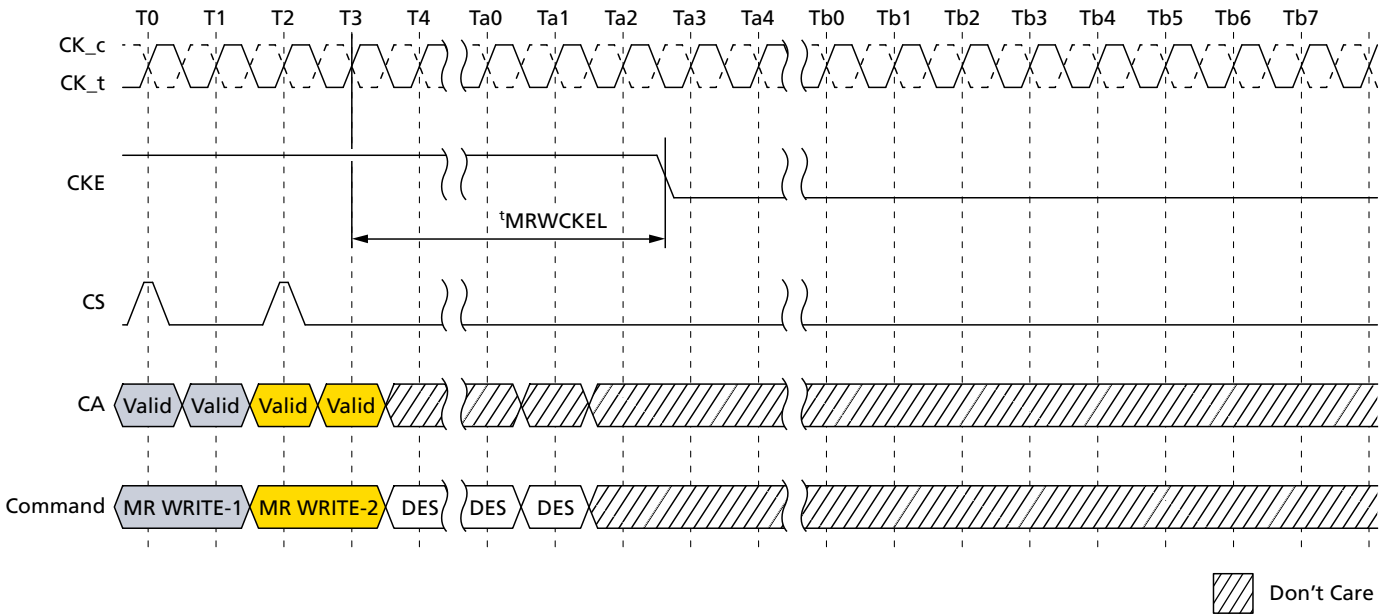 T0 T1 T2 T3 T4 Ta0 Ta1 Ta2 Ta3 Ta4 Tb0 Tb1 Tb2 Tb3 Tb4 Tb5 Tb6 Tb7
CK_c
CK_t
CKE
tMRWCKEL
CS
CA Valid Valid Valid Valid
Command MR WRITE-1 MR WRITE-2 DES DES DES
Don't Care